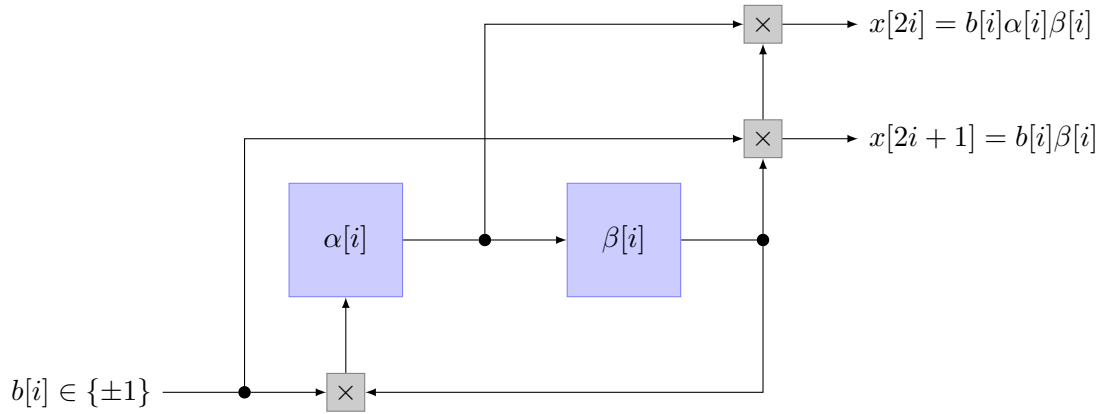 ×
x[2i] = b[i]α[i]β[i]
×
x[2i + 1] = b[i]β[i]
α[i]
β[i]
b[i] ∈ {±1}
×